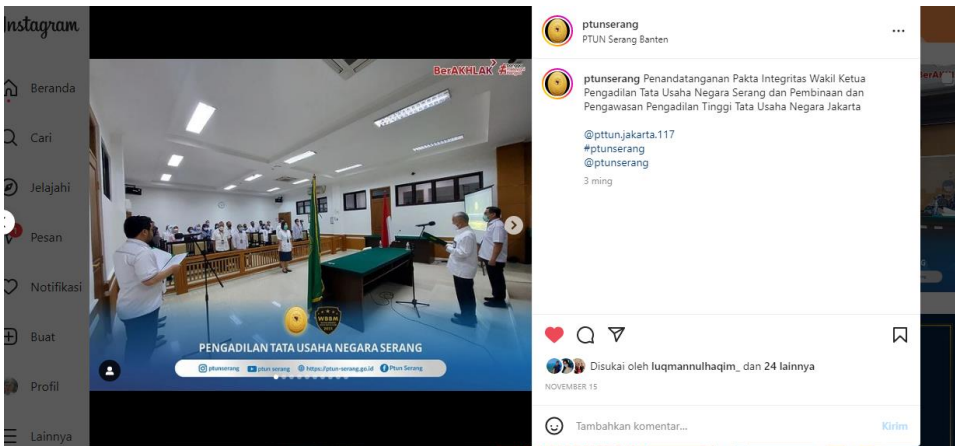 Instagram
Beranda
Cari
Jelajahi
Pesan
Notifikasi
Buat
Profil
Lainnya
BerAKHLAK
WBBM
PENGADILAN TATA USAHA NEGARA SERANG
ptunserang ptun serang https://ptun-serang.go.id Ptun Serang
ptunserang
PTUN Serang Banten
ptunserang Penandatanganan Pakta Integritas Wakil Ketua
Pengadilan Tata Usaha Negara Serang dan Pembinaan dan
Pengawasan Pengadilan Tinggi Tata Usaha Negara Jakarta
@pttun.jakarta.117
#ptunserang
@ptunserang
3 ming
Disukai oleh luqmannulhaqim_ dan 24 lainnya
NOVEMBER 15
Tambahkan komentar...
Kirim